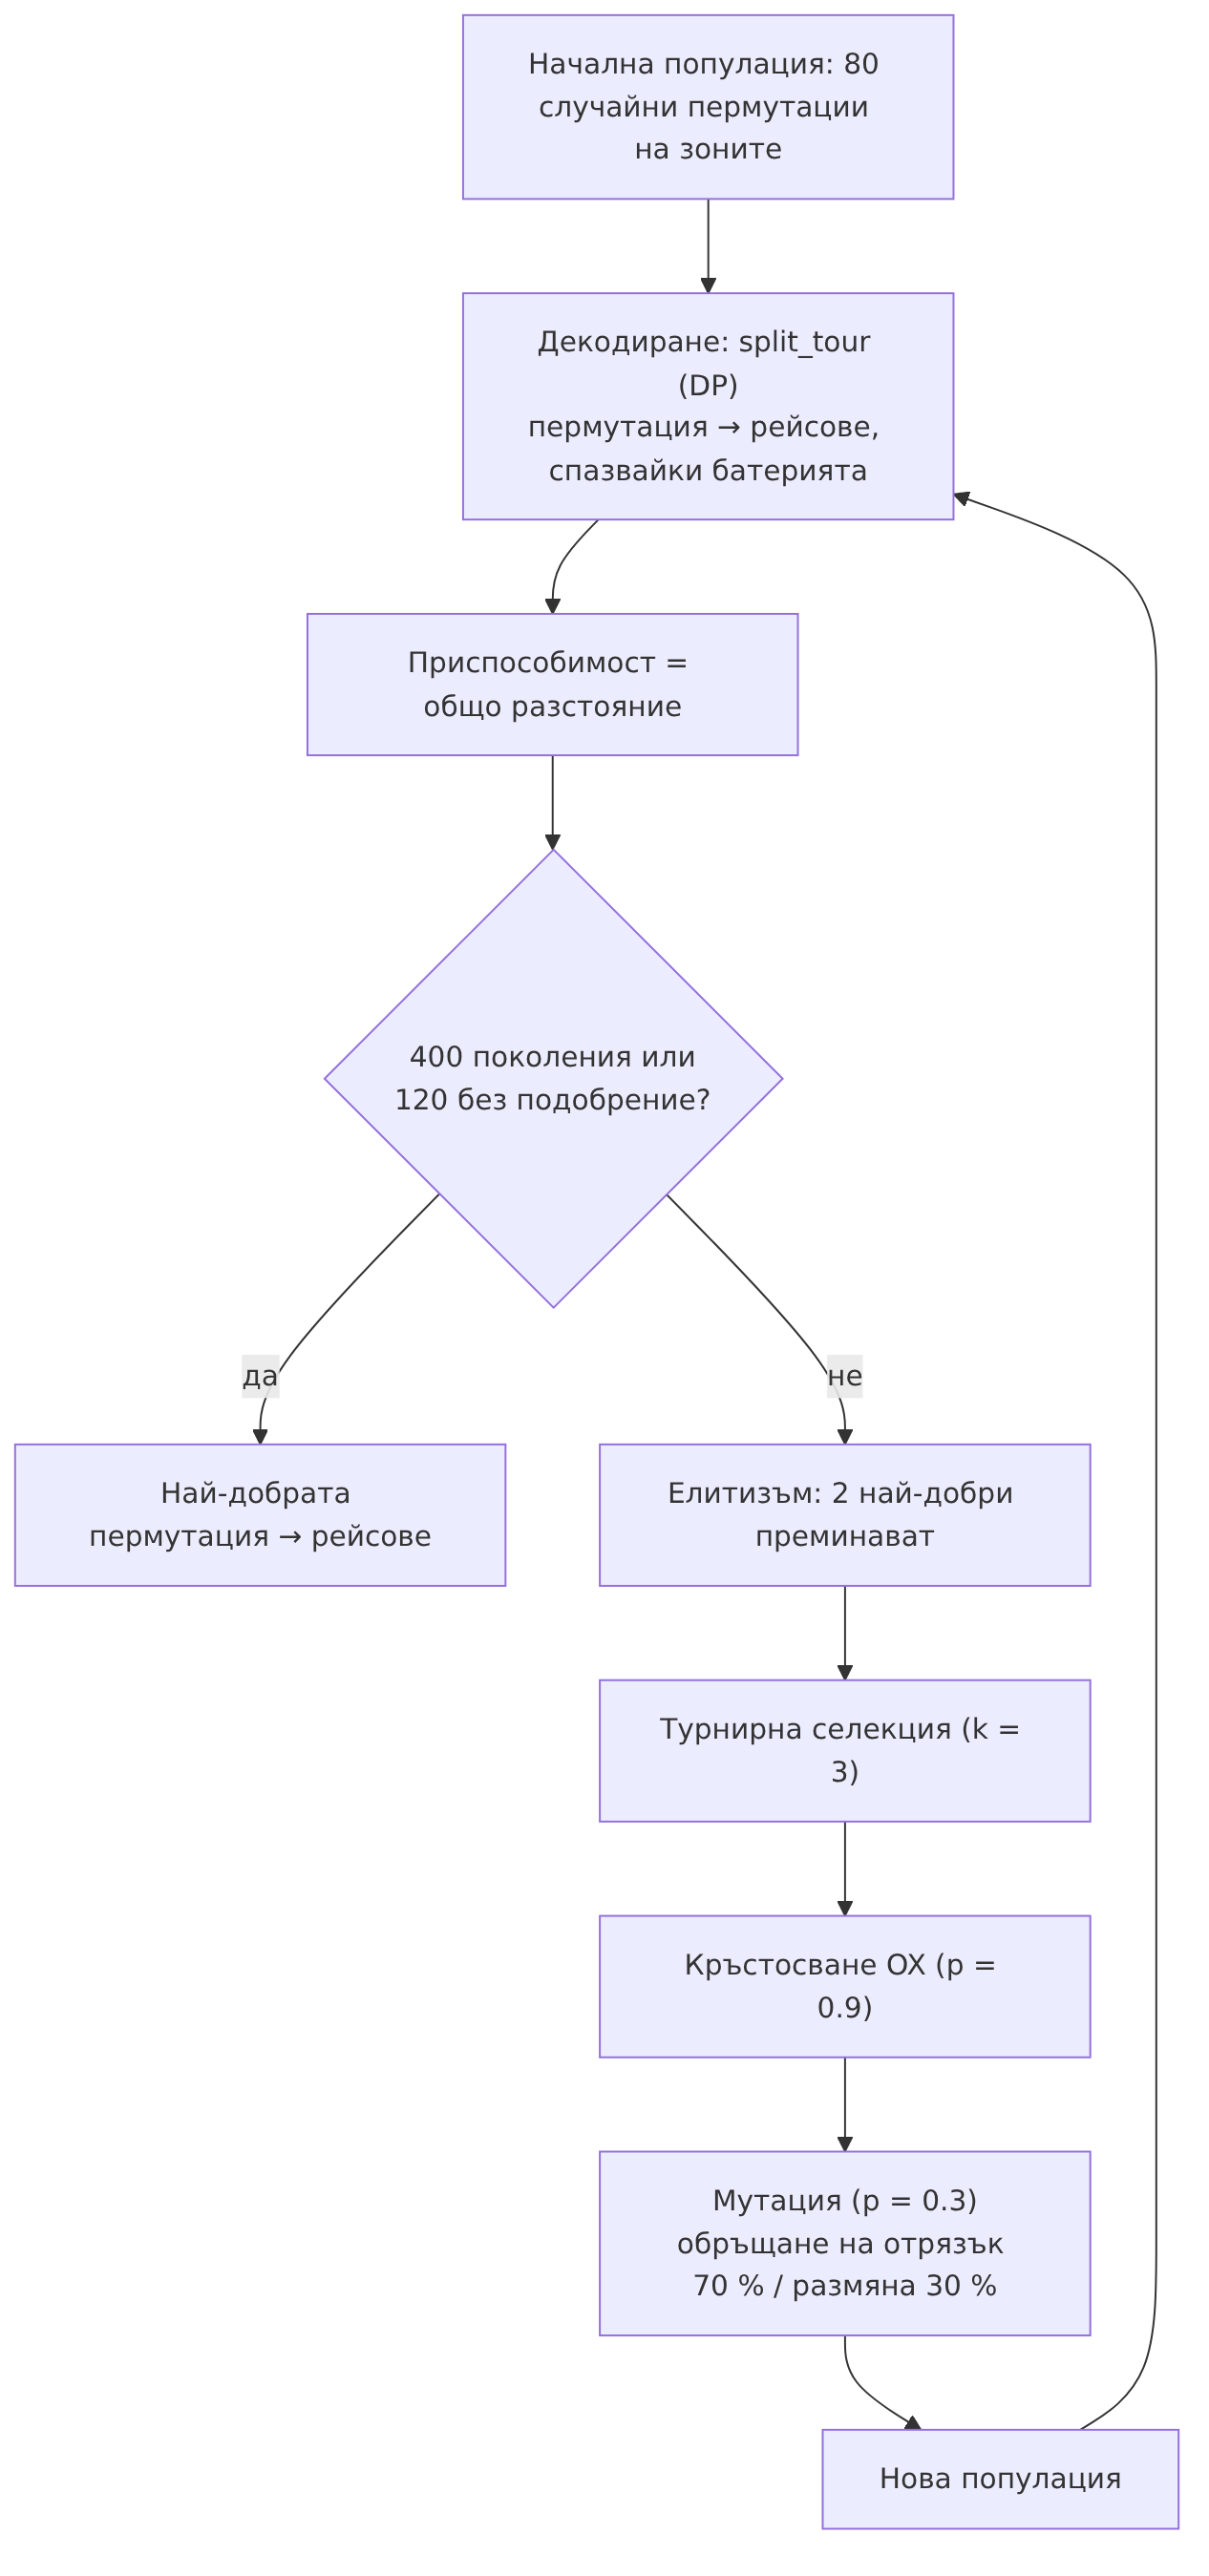 Начална популация: 80
случайни пермутации
на зоните
Декодиране: split_tour
(DP)
пермутация → рейсове,
спазвайки батерията
Приспособимост =
общо разстояние
400 поколения или
120 без подобрение?
да
не
Най-добрата
пермутация → рейсове
Елитизъм: 2 най-добри
преминават
Турнирна селекция (k =
3)
Кръстосване OX (p =
0.9)
Мутация (p = 0.3)
обръщане на отрязък
70 % / размяна 30 %
Нова популация